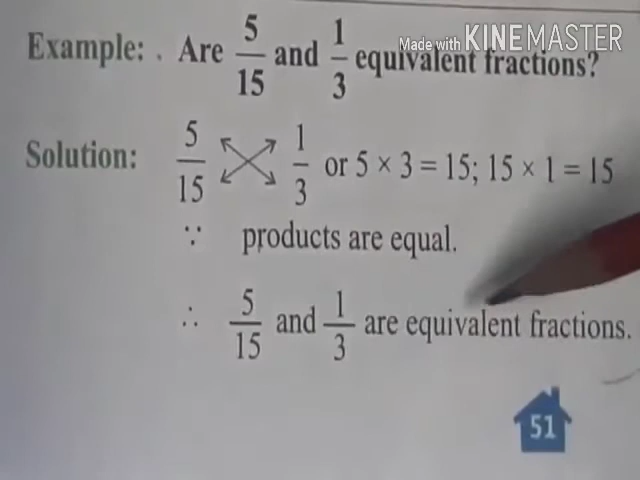 Made with KINEMASTER
Example: . Are 5/15 and 1/3 equivalent fractions?
Solution: 5/15 1/3 or 5 × 3 = 15; 15 × 1 = 15
∵ products are equal.
∴ 5/15 and 1/3 are equivalent fractions.
51